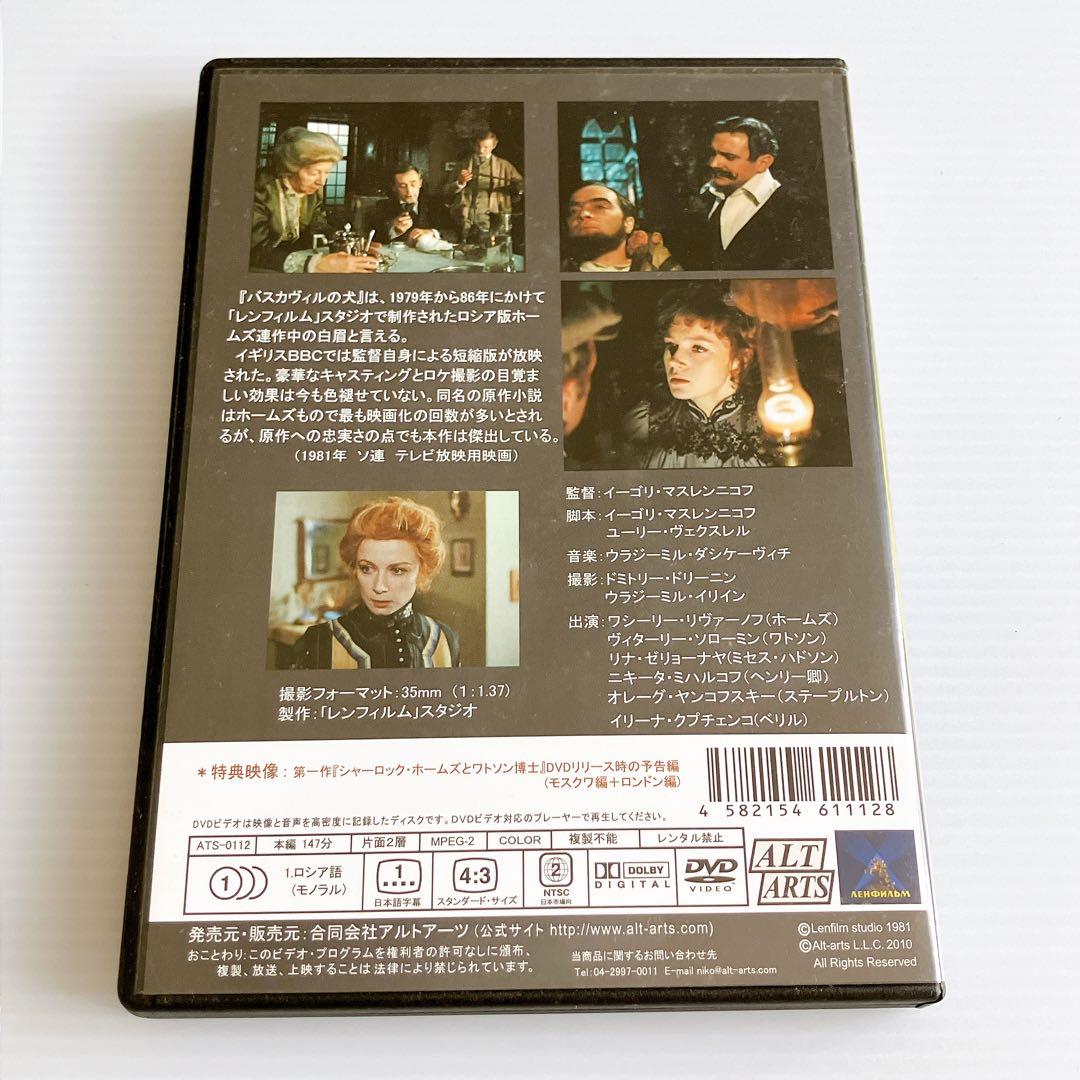 『バスカヴィルの犬』は、1979年から86年にかけて
「レンフィルム」スタジオで制作されたロシア版ホー
ムズ連作中の白眉と言える。
イギリスBBCでは監督自身による短縮版が放映
された。豪華なキャスティングとロケ撮影の目覚ま
しい効果は今も色褪せていない。同名の原作小説
はホームズもので最も映画化の回数が多いとされ
るが、原作への忠実さの点でも本作は傑出している。
(1981年 ソ連 テレビ放映用映画)
監督:イーゴリ・マスレンニコフ
脚本:イーゴリ・マスレンニコフ
ユーリー・ヴェクスレル
音楽:ウラジーミル・ダシケーヴィチ
撮影:ドミトリー・ドリーニン
ウラジーミル・イリイン
出演:ワシーリー・リヴァーノフ(ホームズ)
ヴィターリー・ソローミン(ワトソン)
リナ・ゼリョーナヤ(ミセス・ハドソン)
ニキータ・ミハルコフ(ヘンリー卿)
オレーグ・ヤンコフスキー(ステープルトン)
イリーナ・クプチェンコ(ベリル)
撮影フォーマット:35mm (1:1.37)
製作:「レンフィルム」スタジオ
*特典映像: 第一作『シャーロック・ホームズとワトソン博士』DVDリリース時の予告編
(モスクワ編+ロンドン編)
4 582154 611128
DVDビデオは映像と音声を高密度に記録したディスクです。DVDビデオ対応のプレーヤーで再生してください。
ATS-0112 本編 147分 片面2層 MPEG-2 COLOR 複製不能 レンタル禁止
1 1.ロシア語
(モノラル)
1
日本語字幕
4:3
スタンダード・サイズ
2
NTSC
日本市場向
DOLBY
DIGITAL
DVD
VIDEO
ALT
ARTS
ЛЕНФИЛЬМ
発売元・販売元:合同会社アルトアーツ (公式サイト http://www.alt-arts.com)
おことわり:このビデオ・プログラムを権利者の許可なしに頒布、
複製、放送、上映することは 法律により禁じられています。
当商品に関するお問い合わせ先
Tel:04-2997-0011 E-mail niko@alt-arts.com
©Lenfilm studio 1981
©Alt-arts L.L.C. 2010
All Rights Reserved